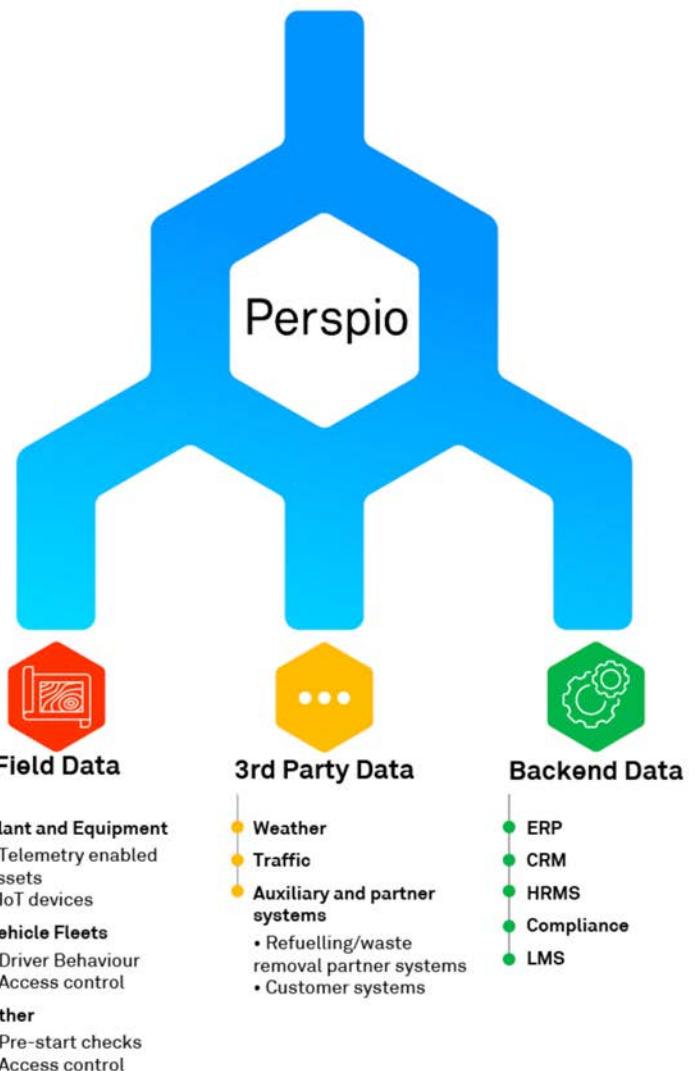 Perspio
Field Data
lant and Equipment
Telemetry enabled
ssets
IoT devices
ehicle Fleets
Driver Behaviour
Access control
ther
Pre-start checks
Access control
3rd Party Data
Weather
Traffic
Auxiliary and partner
systems
• Refuelling/waste
removal partner systems
• Customer systems
Backend Data
ERP
CRM
HRMS
Compliance
LMS